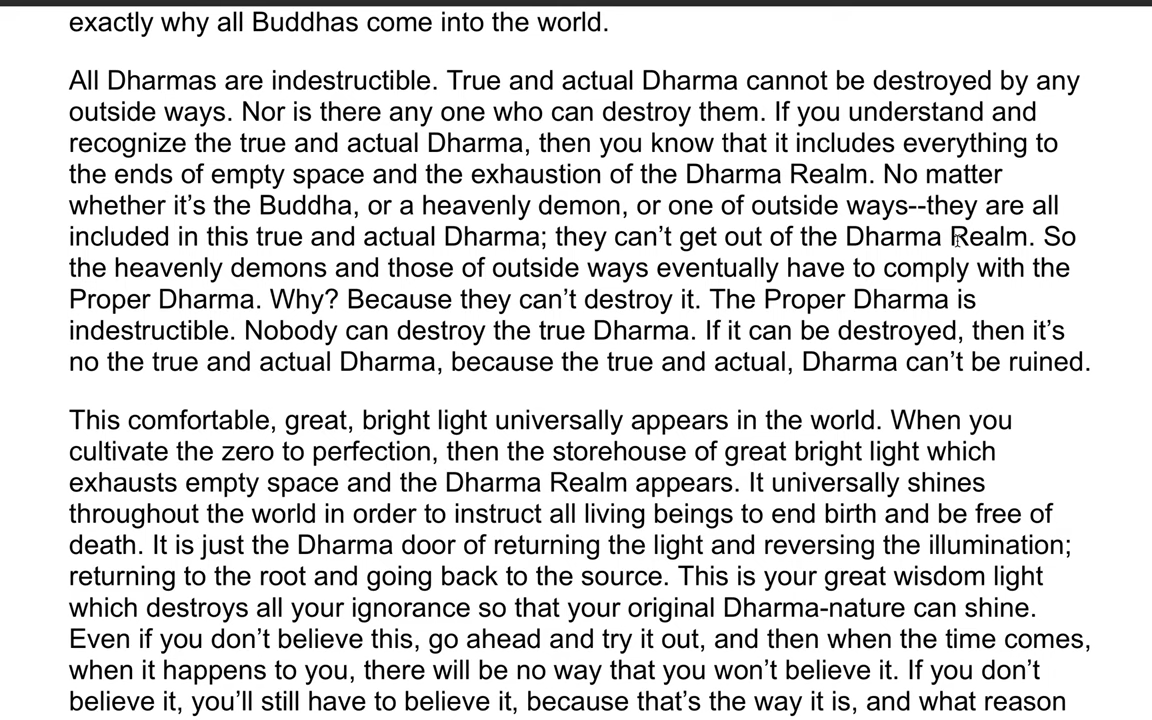 exactly why all Buddhas come into the world.
All Dharmas are indestructible. True and actual Dharma cannot be destroyed by any
outside ways. Nor is there any one who can destroy them. If you understand and
recognize the true and actual Dharma, then you know that it includes everything to
the ends of empty space and the exhaustion of the Dharma Realm. No matter
whether it’s the Buddha, or a heavenly demon, or one of outside ways--they are all
included in this true and actual Dharma; they can’t get out of the Dharma Realm. So
the heavenly demons and those of outside ways eventually have to comply with the
Proper Dharma. Why? Because they can’t destroy it. The Proper Dharma is
indestructible. Nobody can destroy the true Dharma. If it can be destroyed, then it’s
no the true and actual Dharma, because the true and actual, Dharma can’t be ruined.
This comfortable, great, bright light universally appears in the world. When you
cultivate the zero to perfection, then the storehouse of great bright light which
exhausts empty space and the Dharma Realm appears. It universally shines
throughout the world in order to instruct all living beings to end birth and be free of
death. It is just the Dharma door of returning the light and reversing the illumination;
returning to the root and going back to the source. This is your great wisdom light
which destroys all your ignorance so that your original Dharma-nature can shine.
Even if you don’t believe this, go ahead and try it out, and then when the time comes,
when it happens to you, there will be no way that you won’t believe it. If you don’t
believe it, you’ll still have to believe it, because that’s the way it is, and what reason